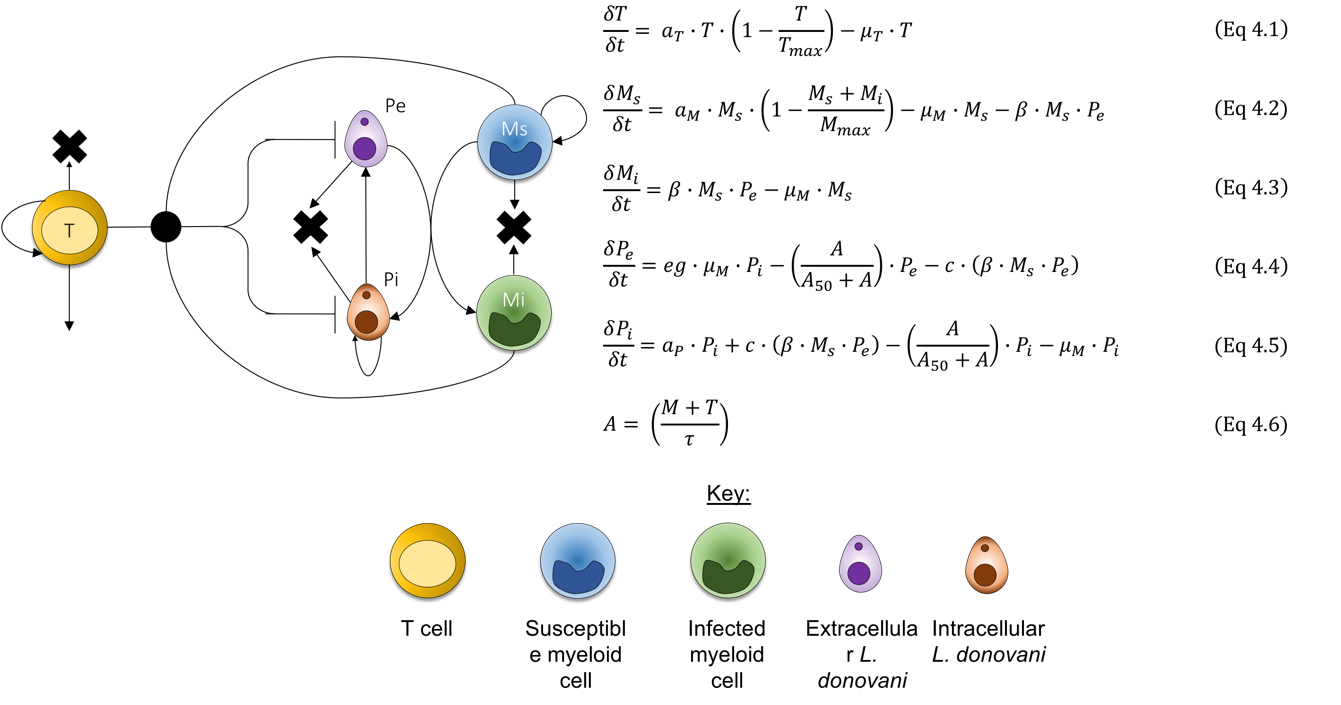 T
Pe
Pi
Ms
Mi
δT/δt = a_T · T · (1 − T/T_max) − μ_T · T (Eq 4.1)
δM_s/δt = a_M · M_s · (1 − (M_s + M_i)/M_max) − μ_M · M_s − β · M_s · P_e (Eq 4.2)
δM_i/δt = β · M_s · P_e − μ_M · M_s (Eq 4.3)
δP_e/δt = eg · μ_M · P_i − (A/(A_50 + A)) · P_e − c · (β · M_s · P_e) (Eq 4.4)
δP_i/δt = a_P · P_i + c · (β · M_s · P_e) − (A/(A_50 + A)) · P_i − μ_M · P_i (Eq 4.5)
A = ((M + T)/τ) (Eq 4.6)
Key:
T cell
Susceptibl
e myeloid
cell
Infected
myeloid
cell
Extracellula
r L.
donovani
Intracellular
L. donovani